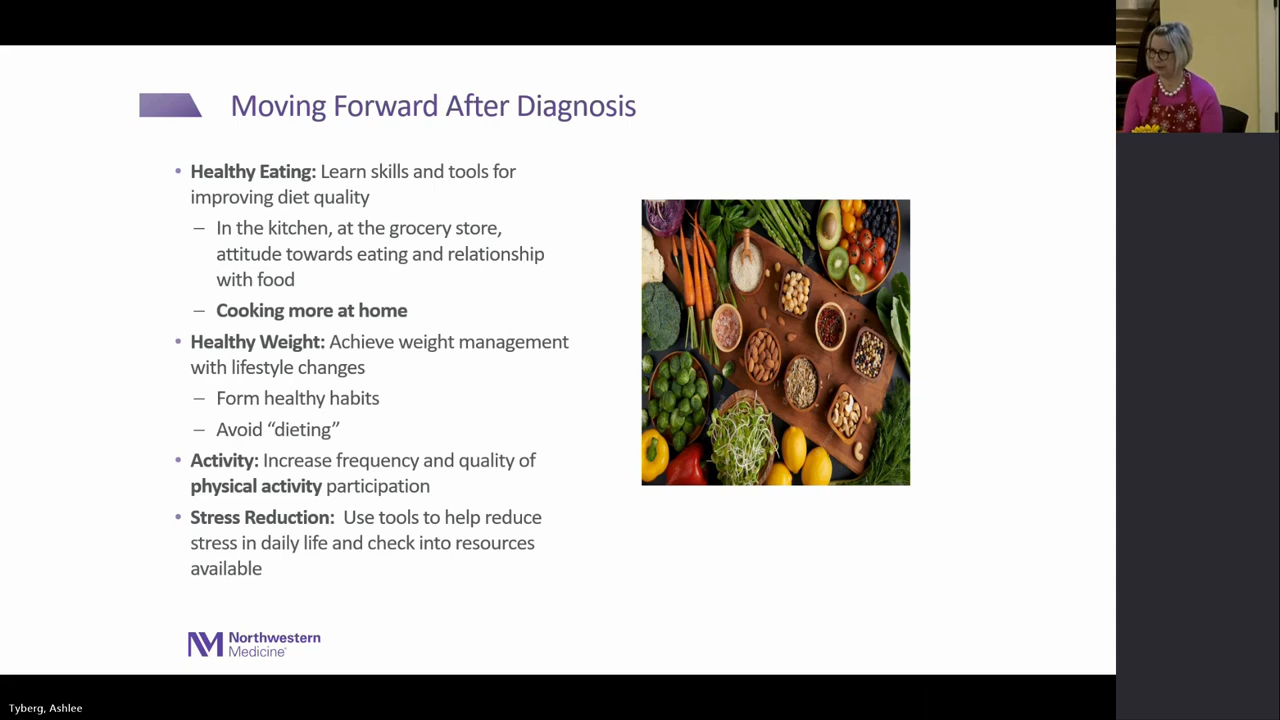 Moving Forward After Diagnosis
• Healthy Eating: Learn skills and tools for
improving diet quality
– In the kitchen, at the grocery store,
attitude towards eating and relationship
with food
– Cooking more at home
• Healthy Weight: Achieve weight management
with lifestyle changes
– Form healthy habits
– Avoid “dieting”
• Activity: Increase frequency and quality of
physical activity participation
• Stress Reduction: Use tools to help reduce
stress in daily life and check into resources
available
NM Northwestern
Medicine®
Tyberg, Ashlee